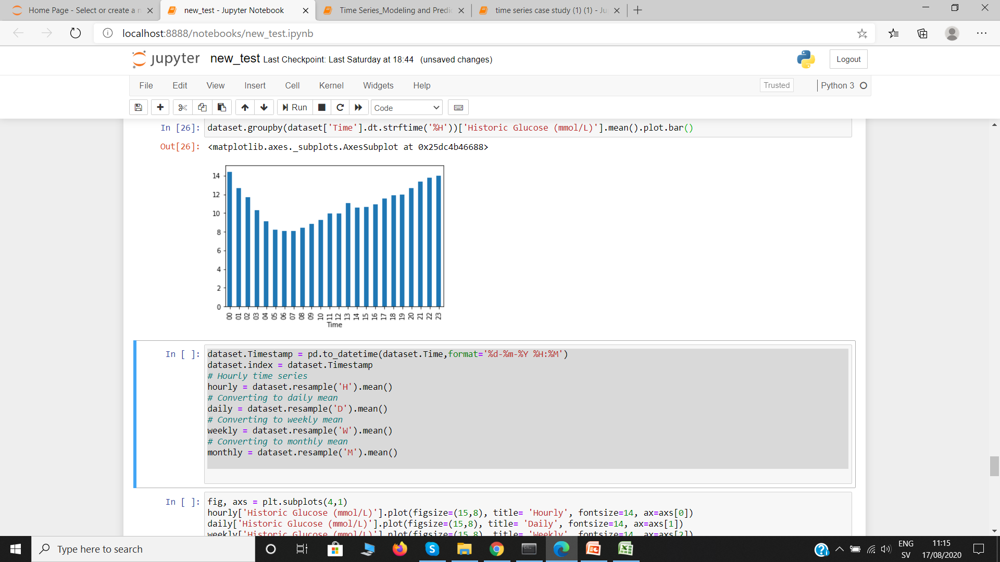 Home Page - Select or create a n
new_test - Jupyter Notebook
Time Series_Modeling and Predic
time series case study (1) (1) - Ju
localhost:8888/notebooks/new_test.ipynb
jupyter new_test Last Checkpoint: Last Saturday at 18:44 (unsaved changes)
Logout
File Edit View Insert Cell Kernel Widgets Help
Trusted
Python 3
Run
Code
In [26]: dataset.groupby(dataset['Time'].dt.strftime('%H'))['Historic Glucose (mmol/L)'].mean().plot.bar()
Out[26]: <matplotlib.axes._subplots.AxesSubplot at 0x25dc4b46688>
14
12
10
8
6
4
2
0
00 01 02 03 04 05 06 07 08 09 10 11 12 13 14 15 16 17 18 19 20 21 22 23
Time
In [ ]: dataset.Timestamp = pd.to_datetime(dataset.Time,format='%d-%m-%Y %H:%M')
dataset.index = dataset.Timestamp
# Hourly time series
hourly = dataset.resample('H').mean()
# Converting to daily mean
daily = dataset.resample('D').mean()
# Converting to weekly mean
weekly = dataset.resample('W').mean()
# Converting to monthly mean
monthly = dataset.resample('M').mean()
In [ ]: fig, axs = plt.subplots(4,1)
hourly['Historic Glucose (mmol/L)'].plot(figsize=(15,8), title= 'Hourly', fontsize=14, ax=axs[0])
daily['Historic Glucose (mmol/L)'].plot(figsize=(15,8), title= 'Daily', fontsize=14, ax=axs[1])
weekly['Historic Glucose (mmol/L)'].plot(figsize=(15,8), title= 'Weekly', fontsize=14, ax=axs[2])
Type here to search
ENG
SV
11:15
17/08/2020